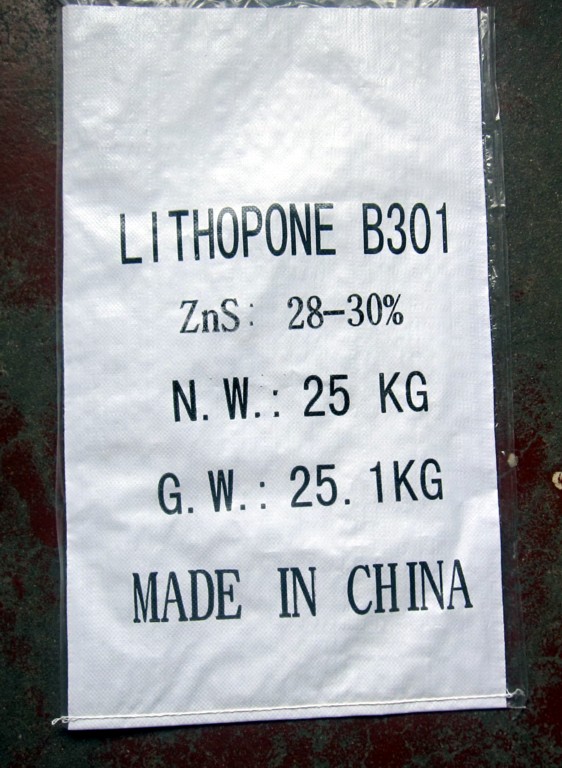 LITHOPONE B301
ZnS: 28-30%
N.W.: 25 KG
G.W.: 25.1KG
MADE IN CHINA